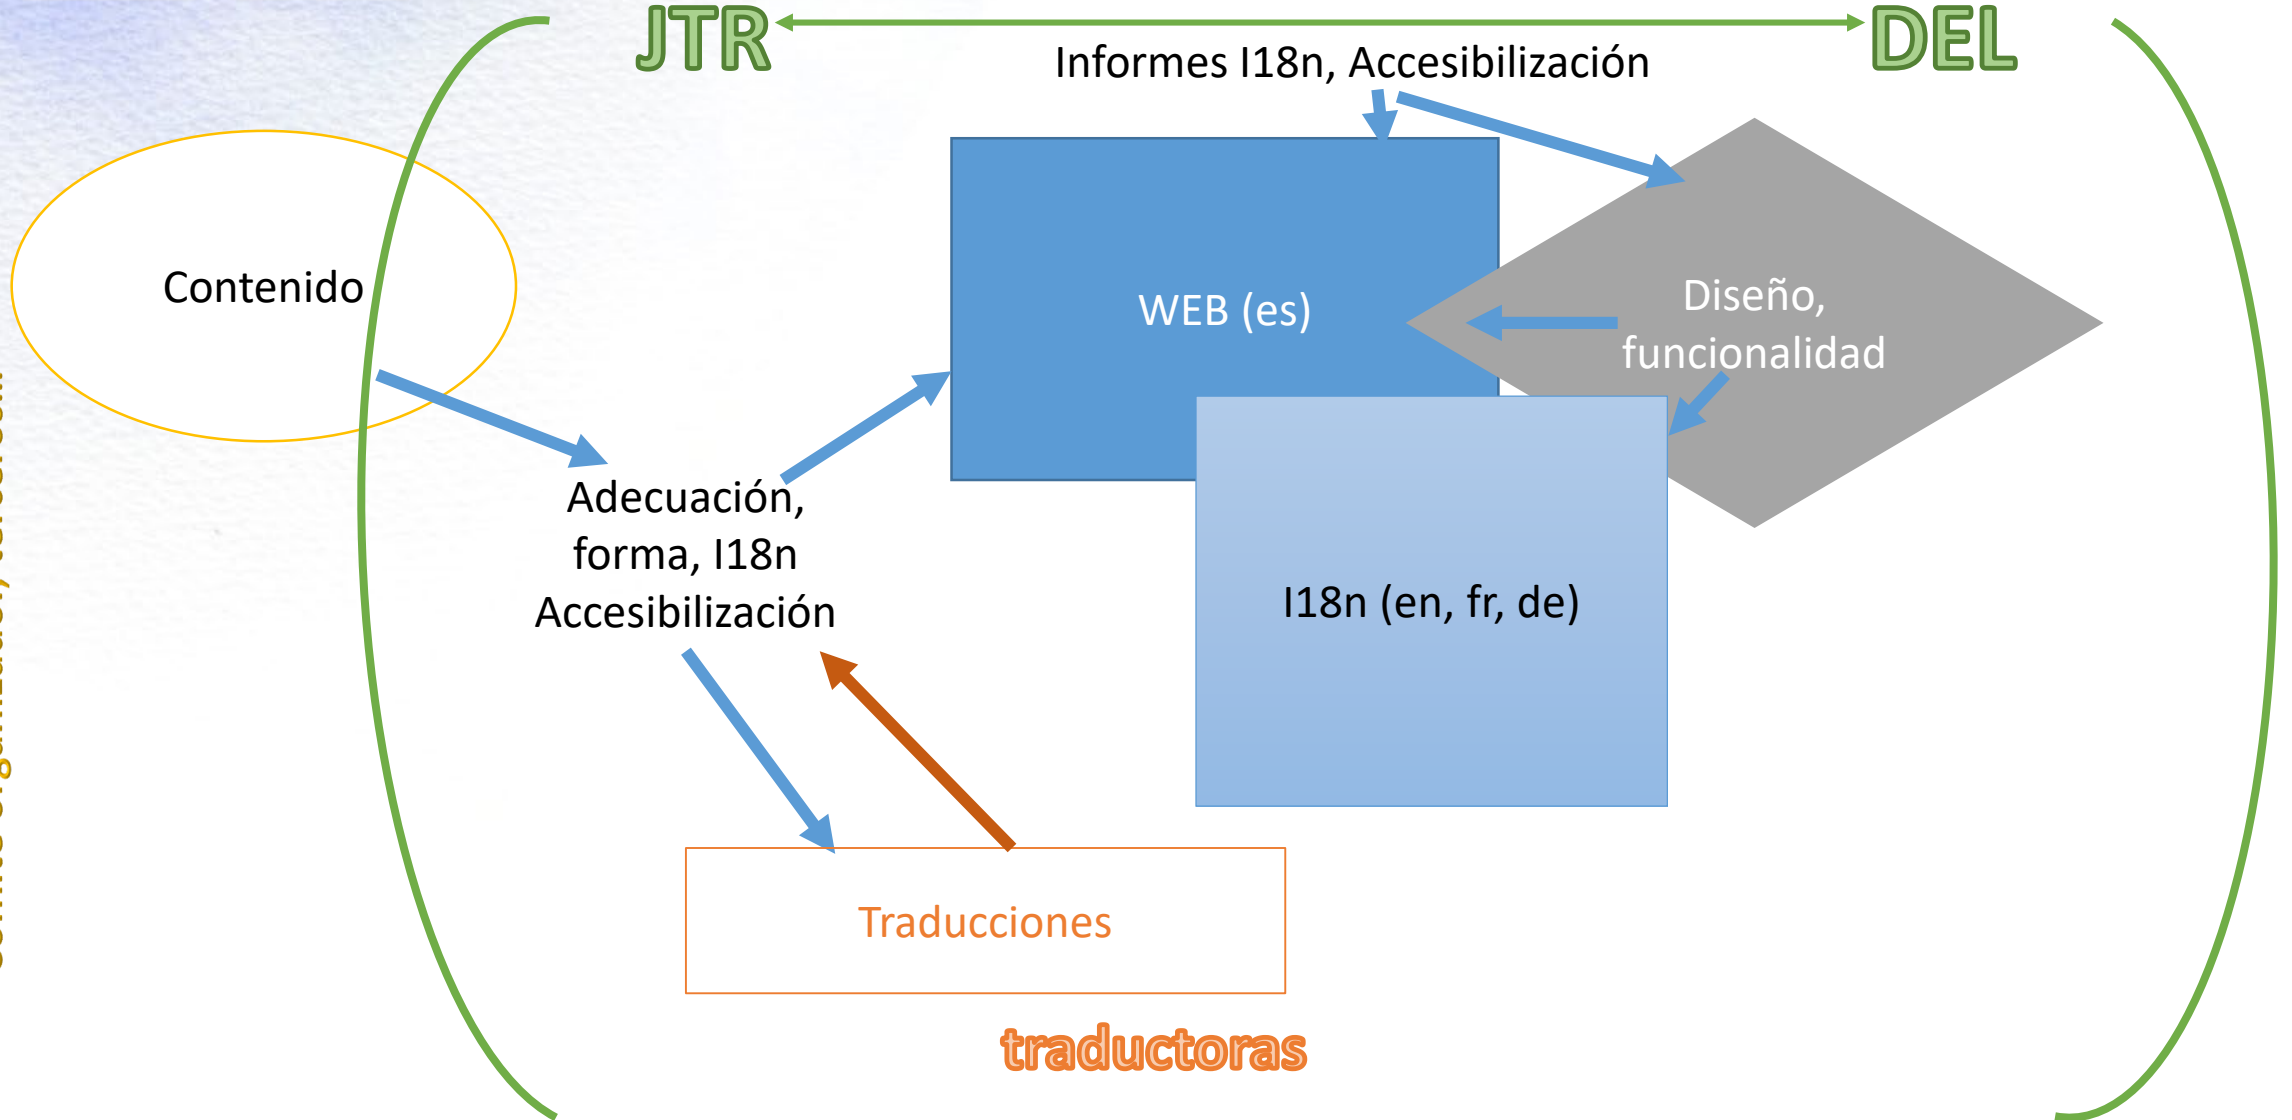 JTR
DEL
Informes I18n, Accesibilización
Contenido
WEB (es)
Diseño,
funcionalidad
Adecuación,
forma, I18n
Accesibilización
I18n (en, fr, de)
Traducciones
traductoras